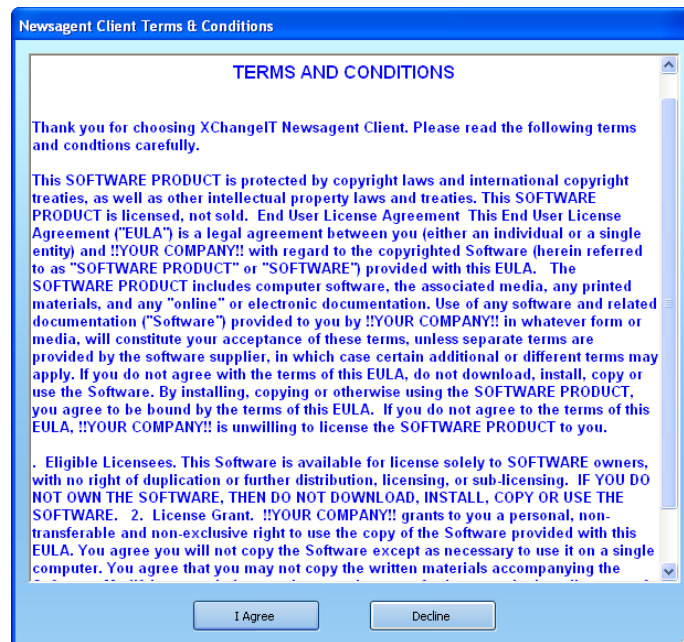 Newsagent Client Terms & Conditions
TERMS AND CONDITIONS
Thank you for choosing XChangeIT Newsagent Client. Please read the following terms
and condtions carefully.
This SOFTWARE PRODUCT is protected by copyright laws and international copyright
treaties, as well as other intellectual property laws and treaties. This SOFTWARE
PRODUCT is licensed, not sold.  End User License Agreement  This End User License
Agreement ("EULA") is a legal agreement between you (either an individual or a single
entity) and !!YOUR COMPANY!! with regard to the copyrighted Software (herein referred
to as "SOFTWARE PRODUCT" or "SOFTWARE") provided with this EULA.   The
SOFTWARE PRODUCT includes computer software, the associated media, any printed
materials, and any "online" or electronic documentation. Use of any software and related
documentation ("Software") provided to you by !!YOUR COMPANY!! in whatever form or
media, will constitute your acceptance of these terms, unless separate terms are
provided by the software supplier, in which case certain additional or different terms may
apply. If you do not agree with the terms of this EULA, do not download, install, copy or
use the Software. By installing, copying or otherwise using the SOFTWARE PRODUCT,
you agree to be bound by the terms of this EULA.  If you do not agree to the terms of this
EULA, !!YOUR COMPANY!! is unwilling to license the SOFTWARE PRODUCT to you.
.  Eligible Licensees. This Software is available for license solely to SOFTWARE owners,
with no right of duplication or further distribution, licensing, or sub-licensing.  IF YOU DO
NOT OWN THE SOFTWARE, THEN DO NOT DOWNLOAD, INSTALL, COPY OR USE THE
SOFTWARE.   2.  License Grant.  !!YOUR COMPANY!! grants to you a personal, non-
transferable and non-exclusive right to use the copy of the Software provided with this
EULA. You agree you will not copy the Software except as necessary to use it on a single
computer. You agree that you may not copy the written materials accompanying the
I Agree
Decline